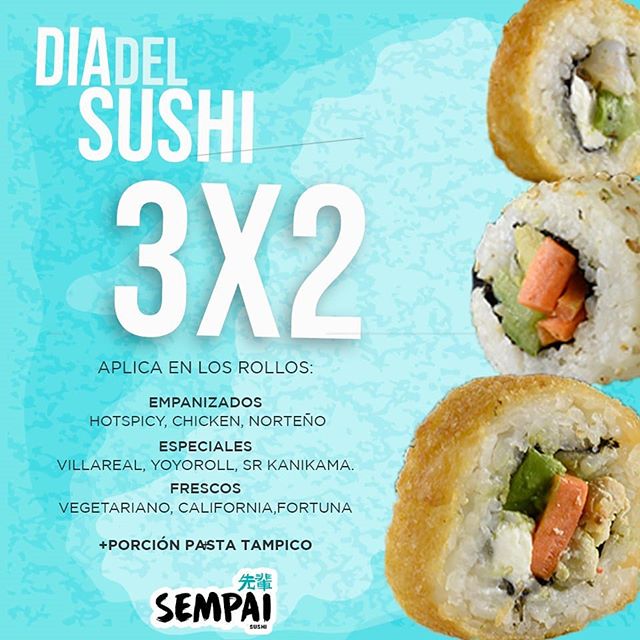 DIA DEL
SUSHI
3X2
APLICA EN LOS ROLLOS:
EMPANIZADOS
HOTSPICY, CHICKEN, NORTEÑO
ESPECIALES
VILLAREAL, YOYOROLL, SR KANIKAMA.
FRESCOS
VEGETARIANO, CALIFORNIA,FORTUNA
+PORCIÓN PASTA TAMPICO
先輩
SEMPAI
SUSHI